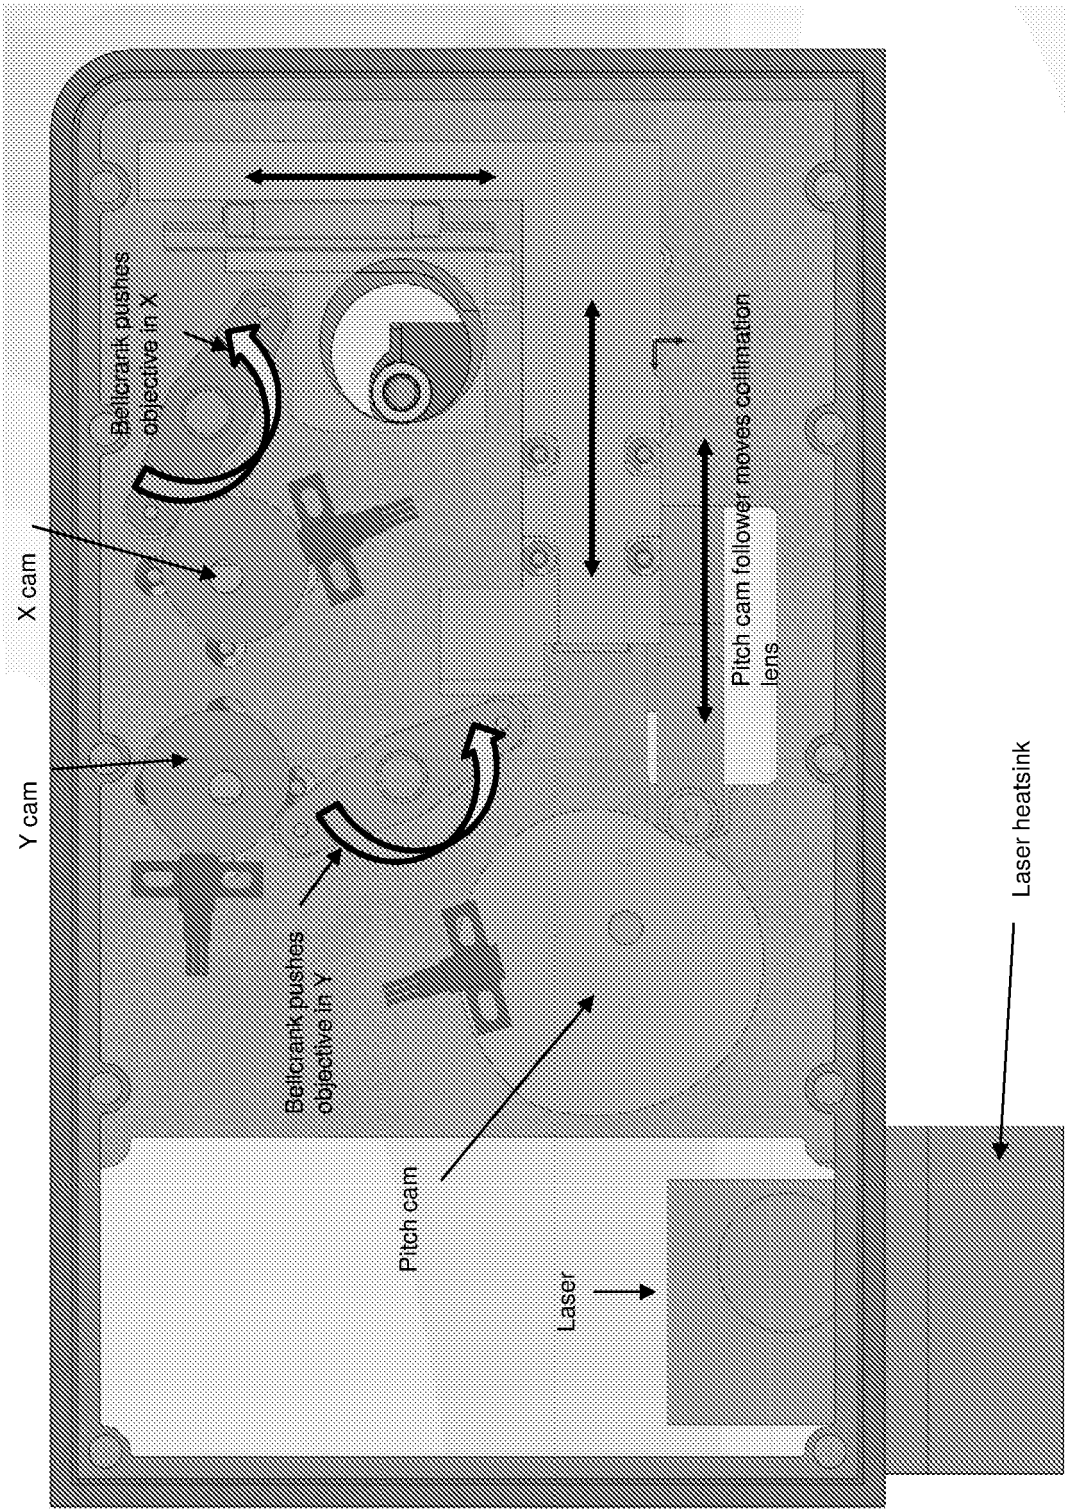 X cam
Y cam
Bellcrank pushes
objective in X
Bellcrank pushes
objective in Y
Pitch cam follower moves collimation
lens
Pitch cam
Laser
Laser heatsink